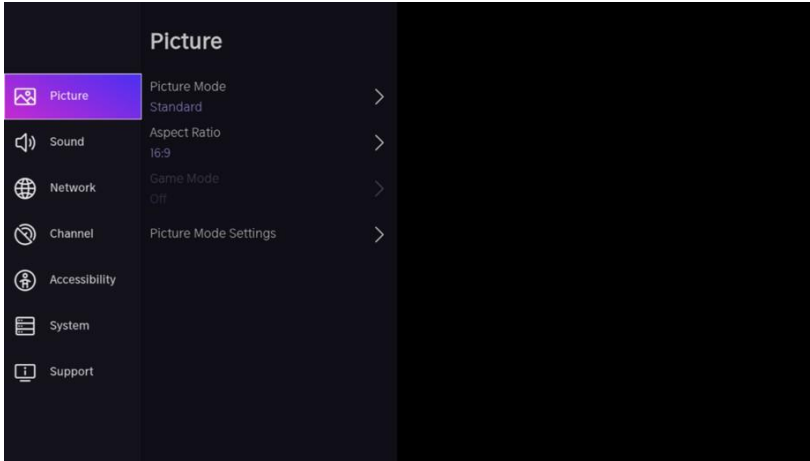 Picture
Picture
Sound
Network
Channel
Accessibility
System
Support
Picture Mode
Standard
Aspect Ratio
16:9
Game Mode
Off
Picture Mode Settings